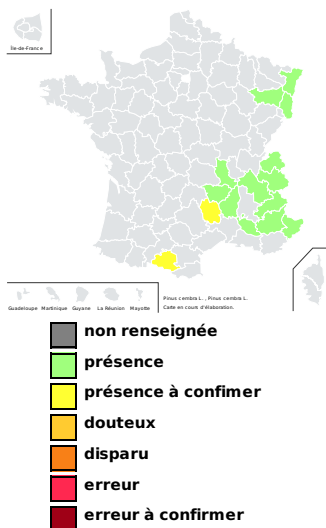 Île-de-France
Guadeloupe Martinique Guyane La Réunion Mayotte
Pinus cembra L. , Pinus cembra L.
Carte en cours d'élaboration.
non renseignée
présence
présence à confimer
douteux
disparu
erreur
erreur à confirmer